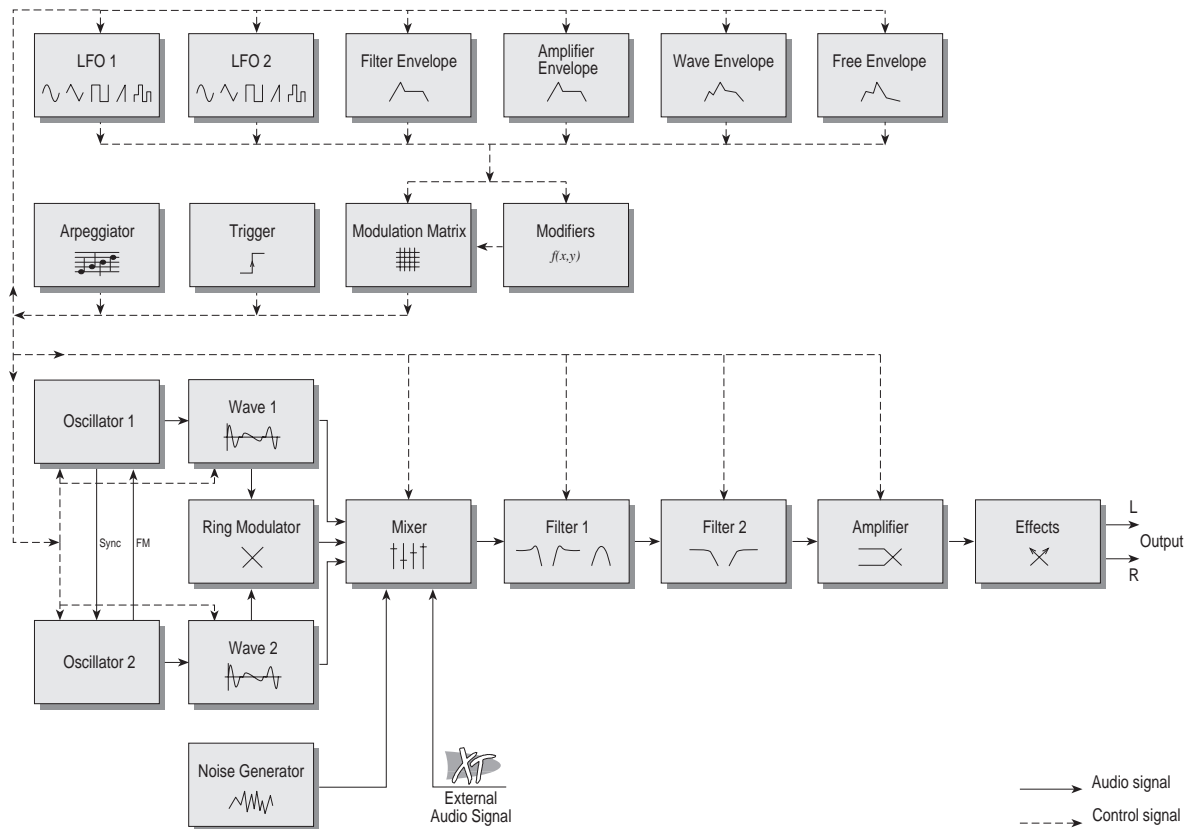 LFO 1
LFO 2
Filter Envelope
Amplifier
Envelope
Wave Envelope
Free Envelope
Arpeggiator
Trigger
Modulation Matrix
Modifiers
f(x,y)
Oscillator 1
Wave 1
Sync
FM
Ring Modulator
Mixer
Filter 1
Filter 2
Amplifier
Effects
L
Output
R
Oscillator 2
Wave 2
Noise Generator
XT
External
Audio Signal
Audio signal
Control signal